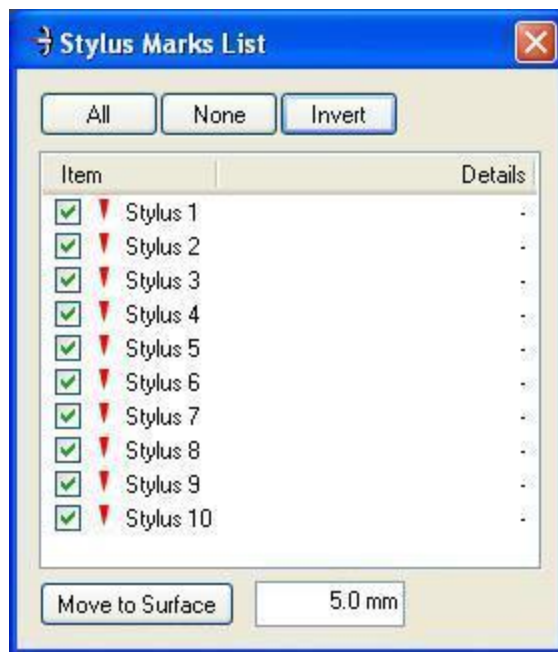 Stylus Marks List
All None Invert
Item Details
Stylus 1 -
Stylus 2 -
Stylus 3 -
Stylus 4 -
Stylus 5 -
Stylus 6 -
Stylus 7 -
Stylus 8 -
Stylus 9 -
Stylus 10 -
Move to Surface 5.0 mm